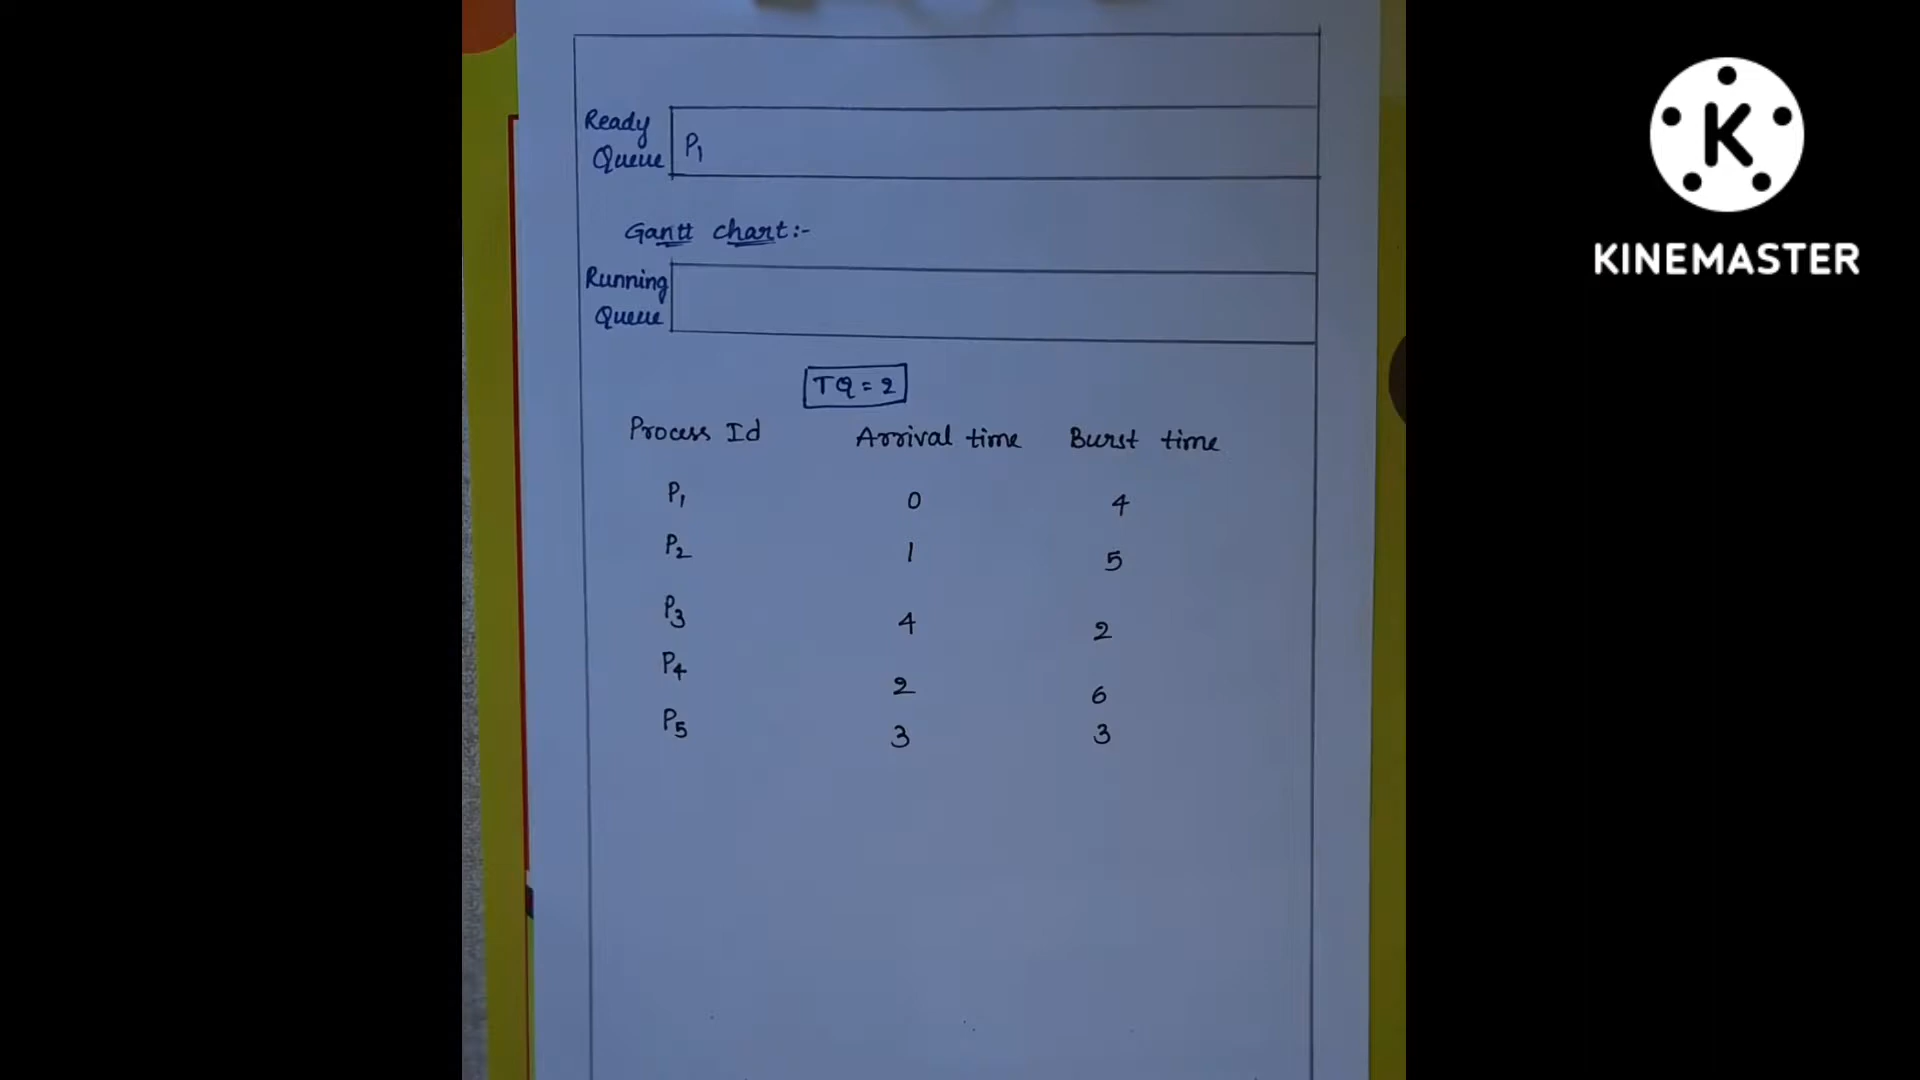 Ready
Queue
P1
Gantt chart:-
Running
Queue
TQ = 2
Process Id Arrival time Burst time
P1 0 4
P2 1 5
P3 4 2
P4 2 6
P5 3 3
K
KINEMASTER